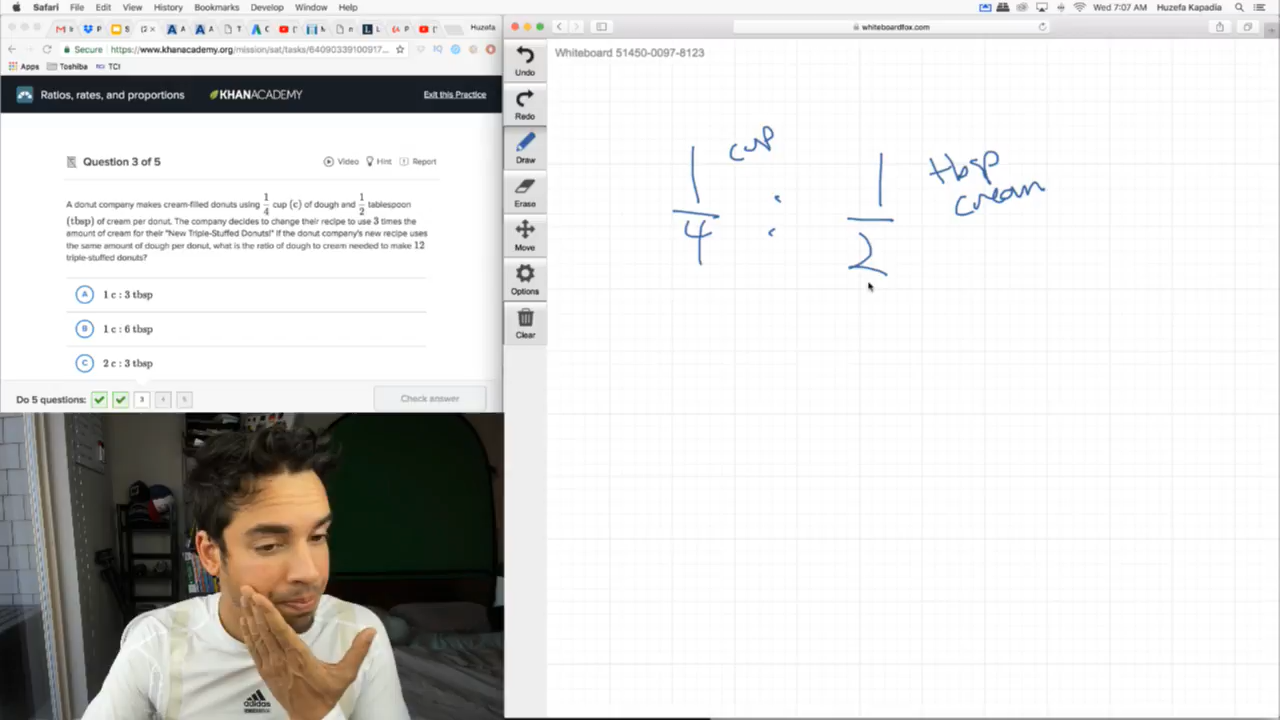 Safari File Edit View History Bookmarks Develop Window Help
Wed 7:07 AM Huzefa Kapadia
Huzefa
Secure https://www.khanacademy.org/mission/sat/tasks/64090339100917...
Apps Toshiba TCI
whiteboardfox.com
Whiteboard 51450-0097-8123
Ratios, rates, and proportions KHANACADEMY Exit this Practice
Question 3 of 5 Video Hint Report
A donut company makes cream-filled donuts using 1/4 cup (c) of dough and 1/2 tablespoon
(tbsp) of cream per donut. The company decides to change their recipe to use 3 times the
amount of cream for their "New Triple-Stuffed Donuts!" If the donut company's new recipe uses
the same amount of dough per donut, what is the ratio of dough to cream needed to make 12
triple-stuffed donuts?
A 1 c : 3 tbsp
B 1 c : 6 tbsp
C 2 c : 3 tbsp
Do 5 questions: 3 4 5 Check answer
Undo
Redo
Draw
Erase
Move
Options
Clear
1/4 cup : 1/2 tbsp
cream
adidas